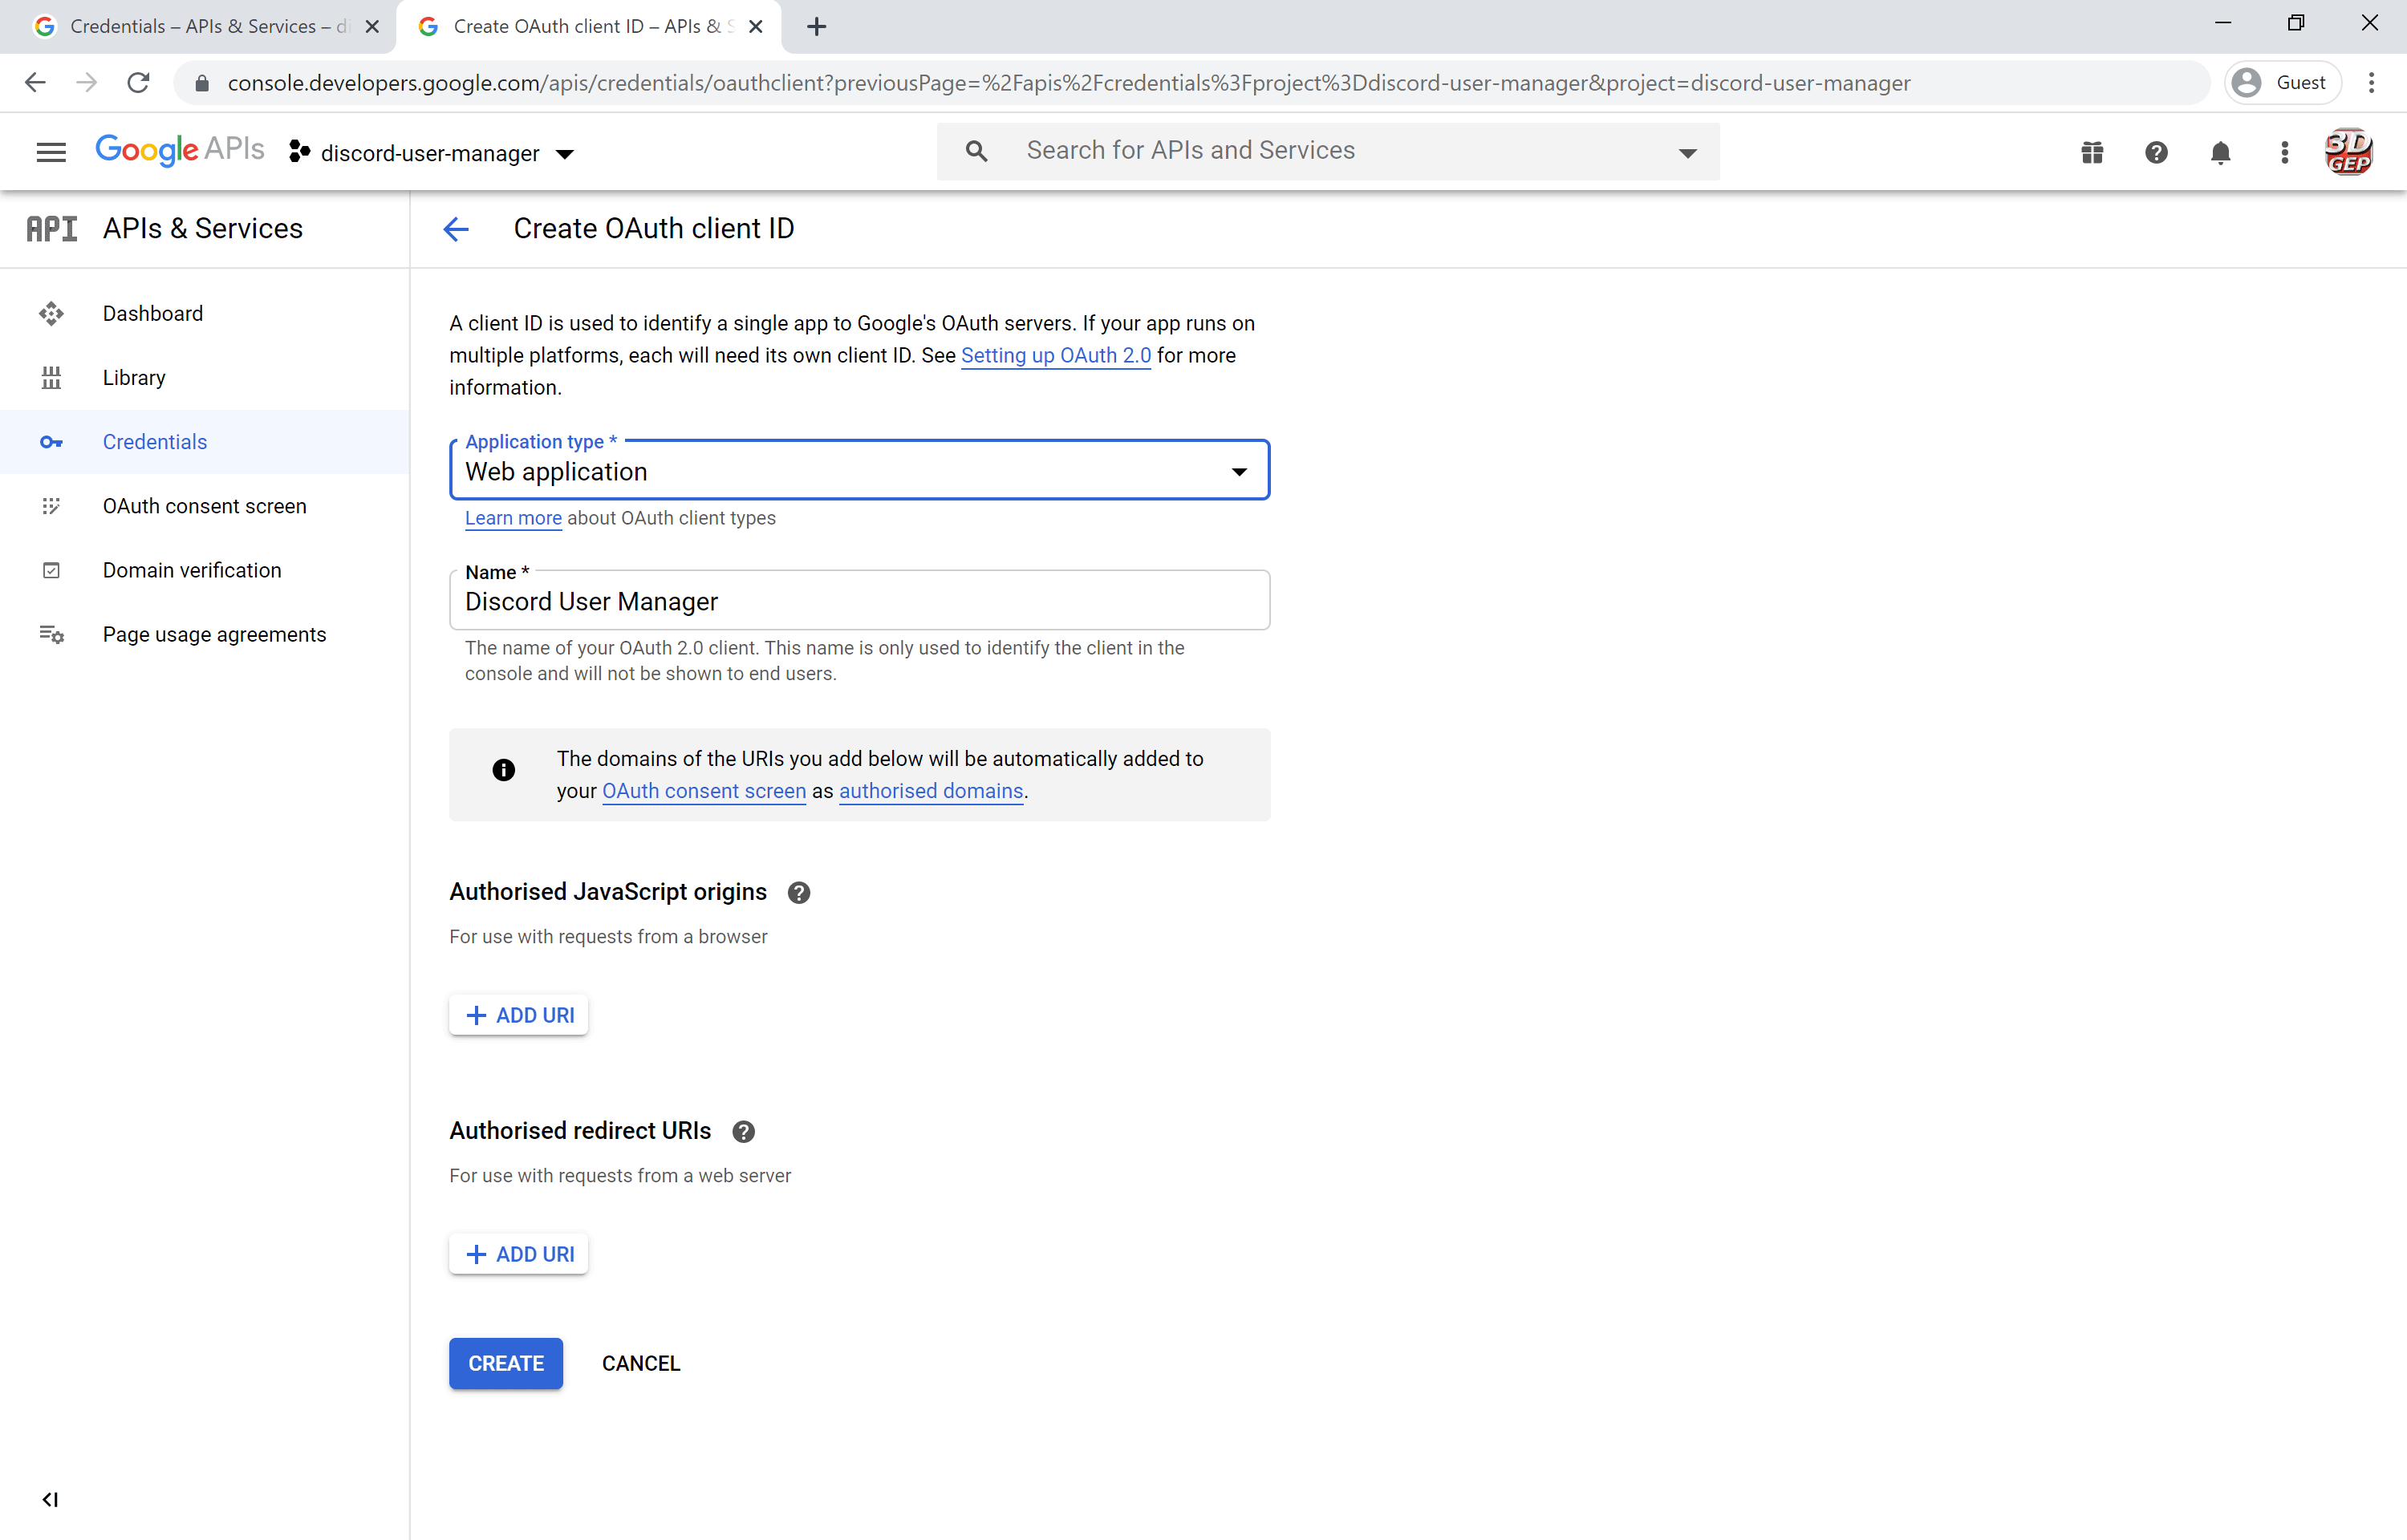 Credentials – APIs & Services – di
Create OAuth client ID – APIs & S
console.developers.google.com/apis/credentials/oauthclient?previousPage=%2Fapis%2Fcredentials%3Fproject%3Ddiscord-user-manager&project=discord-user-manager
Guest
Google APIs
discord-user-manager
Search for APIs and Services
3D
GEP
API
APIs & Services
Create OAuth client ID
Dashboard
Library
Credentials
OAuth consent screen
Domain verification
Page usage agreements
A client ID is used to identify a single app to Google's OAuth servers. If your app runs on
multiple platforms, each will need its own client ID. See Setting up OAuth 2.0 for more
information.
Application type *
Web application
Learn more about OAuth client types
Name *
Discord User Manager
The name of your OAuth 2.0 client. This name is only used to identify the client in the
console and will not be shown to end users.
The domains of the URIs you add below will be automatically added to
your OAuth consent screen as authorised domains.
Authorised JavaScript origins
For use with requests from a browser
ADD URI
Authorised redirect URIs
For use with requests from a web server
ADD URI
CREATE
CANCEL